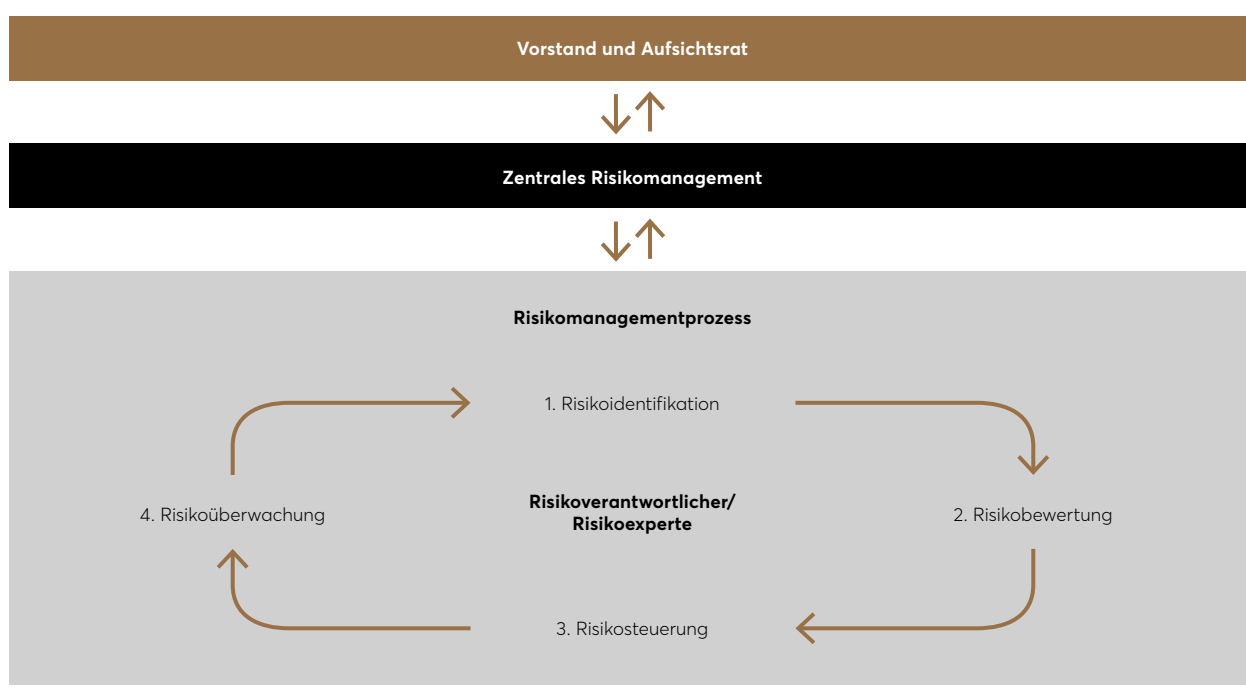 Vorstand und Aufsichtsrat
Zentrales Risikomanagement
Risikomanagementprozess
1. Risikoidentifikation
4. Risikoüberwachung
Risikoverantwortlicher/
Risikoexperte
2. Risikobewertung
3. Risikosteuerung